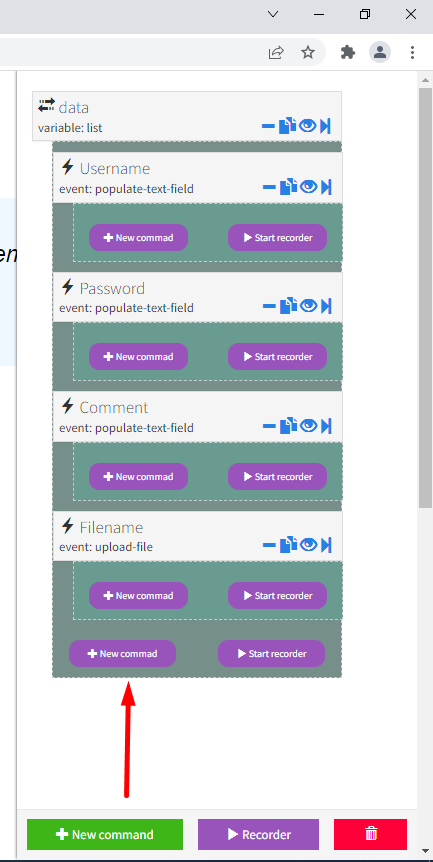 data
variable: list
Username
event: populate-text-field
New commad
Start recorder
Password
event: populate-text-field
New commad
Start recorder
Comment
event: populate-text-field
New commad
Start recorder
Filename
event: upload-file
New commad
Start recorder
New commad
Start recorder
en
New command
Recorder